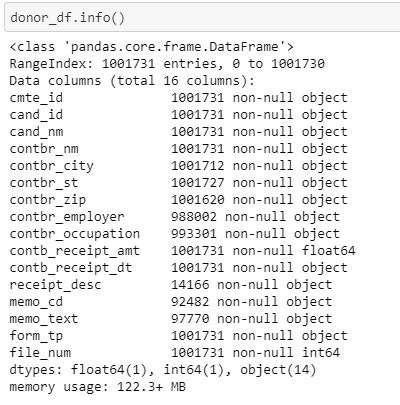 donor_df.info()
<class 'pandas.core.frame.DataFrame'>
RangeIndex: 1001731 entries, 0 to 1001730
Data columns (total 16 columns):
cmte_id              1001731 non-null object
cand_id              1001731 non-null object
cand_nm              1001731 non-null object
contbr_nm            1001731 non-null object
contbr_city          1001712 non-null object
contbr_st            1001727 non-null object
contbr_zip           1001620 non-null object
contbr_employer      988002 non-null object
contbr_occupation    993301 non-null object
contb_receipt_amt    1001731 non-null float64
contb_receipt_dt     1001731 non-null object
receipt_desc         14166 non-null object
memo_cd              92482 non-null object
memo_text            97770 non-null object
form_tp              1001731 non-null object
file_num             1001731 non-null int64
dtypes: float64(1), int64(1), object(14)
memory usage: 122.3+ MB